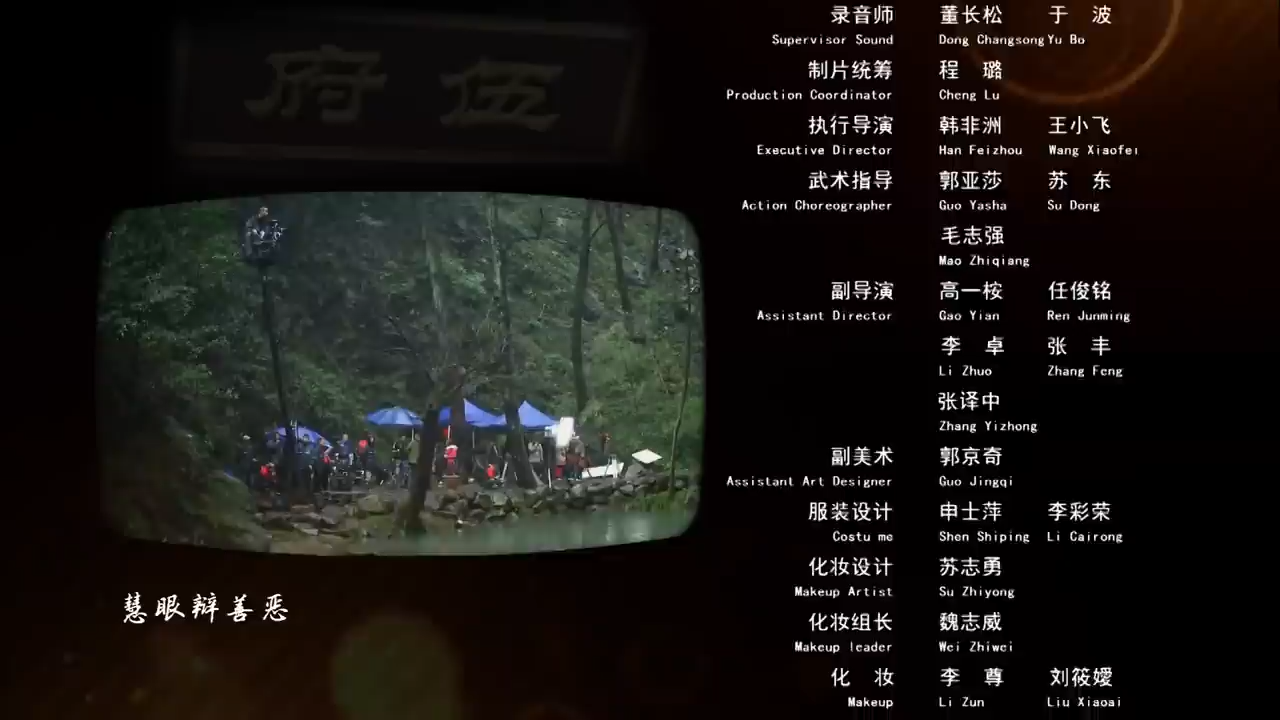 府 伍
录音师 董长松 于 波
Supervisor Sound Dong Changsong Yu Bo
制片统筹 程 璐
Production Coordinator Cheng Lu
执行导演 韩非洲 王小飞
Executive Director Han Feizhou Wang Xiaofei
武术指导 郭亚莎 苏 东
Action Choreographer Guo Yasha Su Dong
毛志强
Mao Zhiqiang
副导演 高一桉 任俊铭
Assistant Director Gao Yian Ren Junming
李 卓 张 丰
Li Zhuo Zhang Feng
张译中
Zhang Yizhong
副美术 郭京奇
Assistant Art Designer Guo Jingqi
服装设计 申士萍 李彩荣
Costu me Shen Shiping Li Cairong
化妆设计 苏志勇
Makeup Artist Su Zhiyong
化妆组长 魏志威
Makeup leader Wei Zhiwei
化 妆 李 尊 刘筱嫒
Makeup Li Zun Liu Xiaoai
慧眼辩善恶